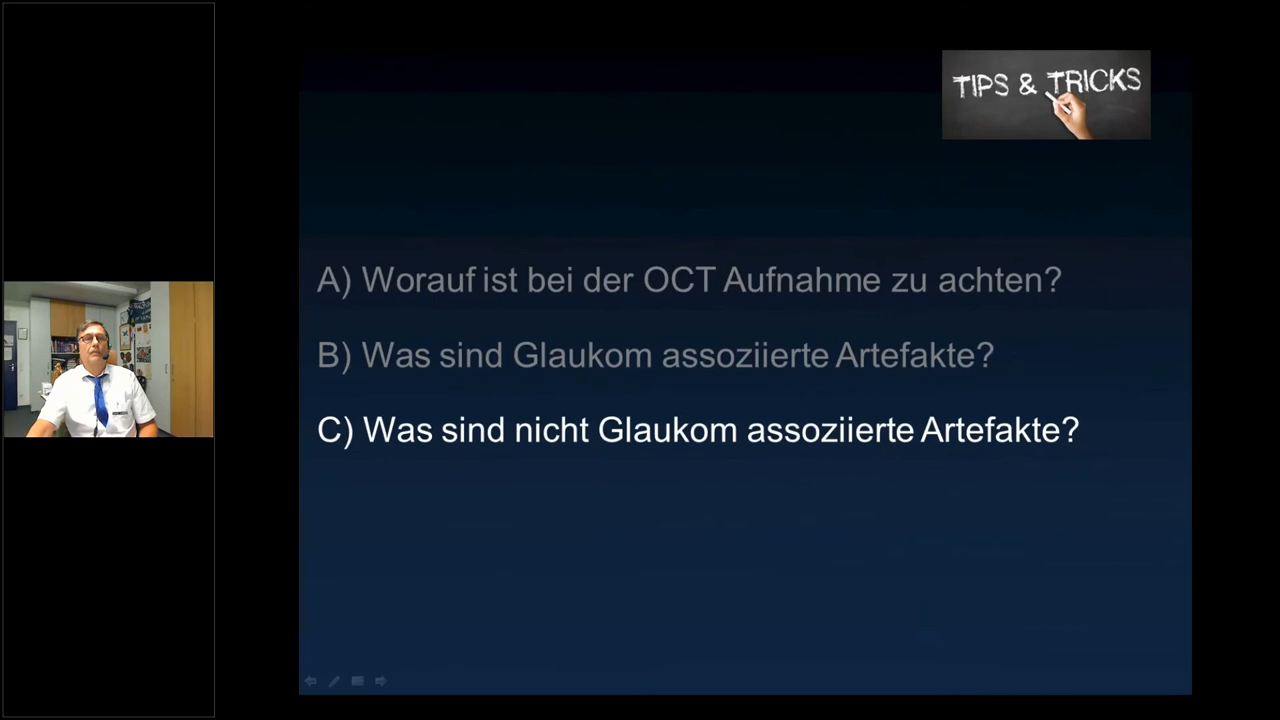 TIPS & TRICKS
A) Worauf ist bei der OCT Aufnahme zu achten?
B) Was sind Glaukom assoziierte Artefakte?
C) Was sind nicht Glaukom assoziierte Artefakte?